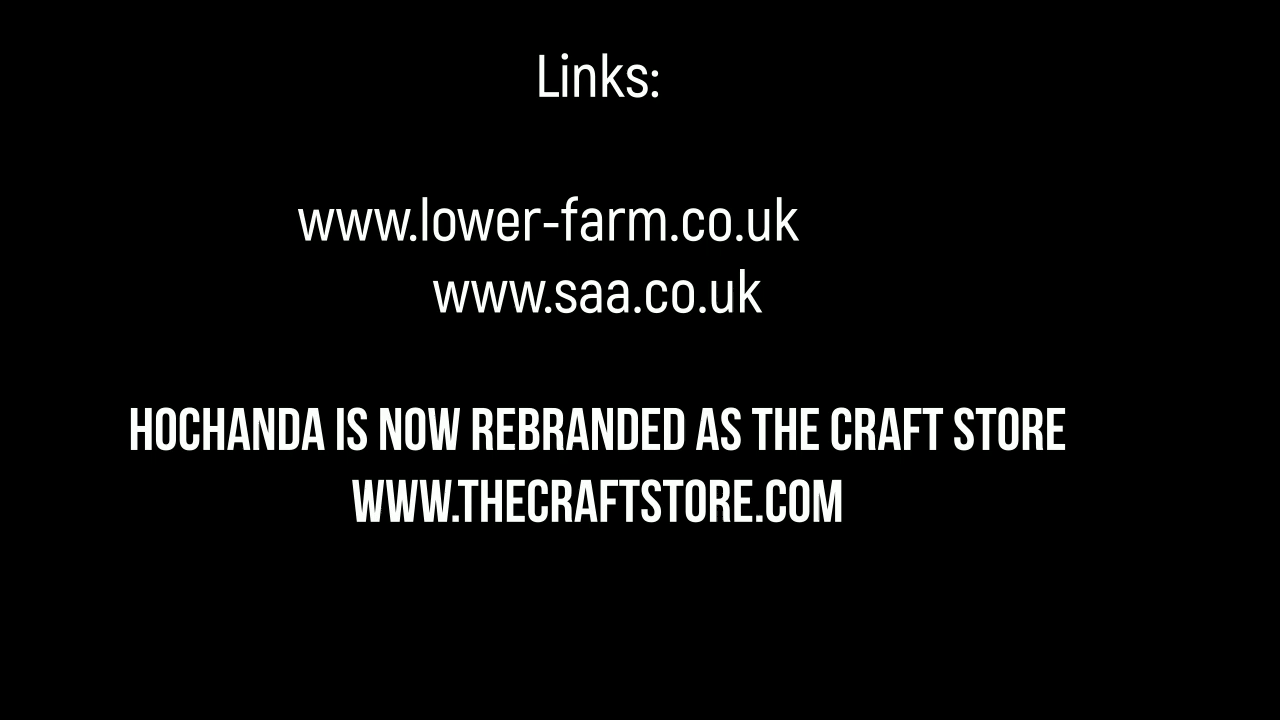 Links:
www.lower-farm.co.uk
www.saa.co.uk
HOCHANDA IS NOW REBRANDED AS THE CRAFT STORE
WWW.THECRAFTSTORE.COM